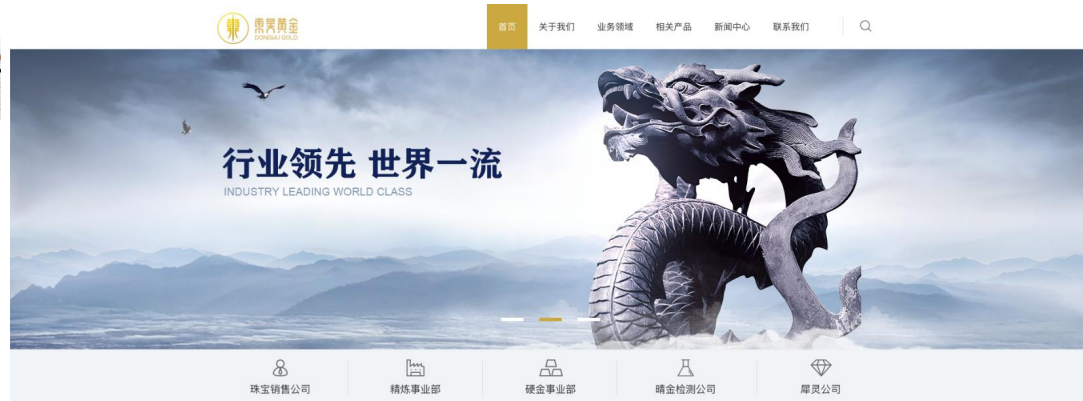 東吴黄金
DONGWU GOLD
首页 关于我们 业务领域 相关产品 新闻中心 联系我们
行业领先 世界一流
INDUSTRY LEADING WORLD CLASS
珠宝销售公司 精炼事业部 硬金事业部 晴金检测公司 犀灵公司